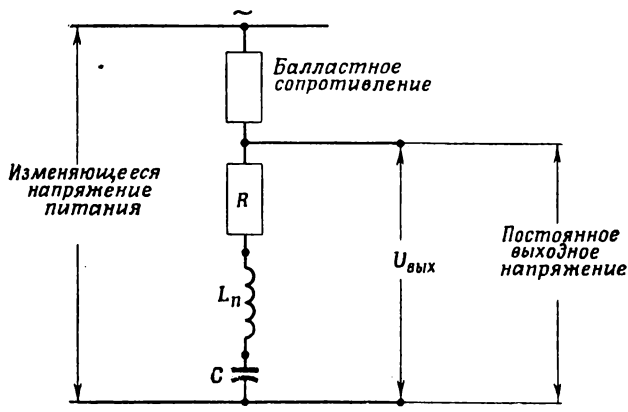 ~
Балластное
сопротивление
Изменяющееся
напряжение
питания
R
Lп
C
Uвых
Постоянное
выходное
напряжение